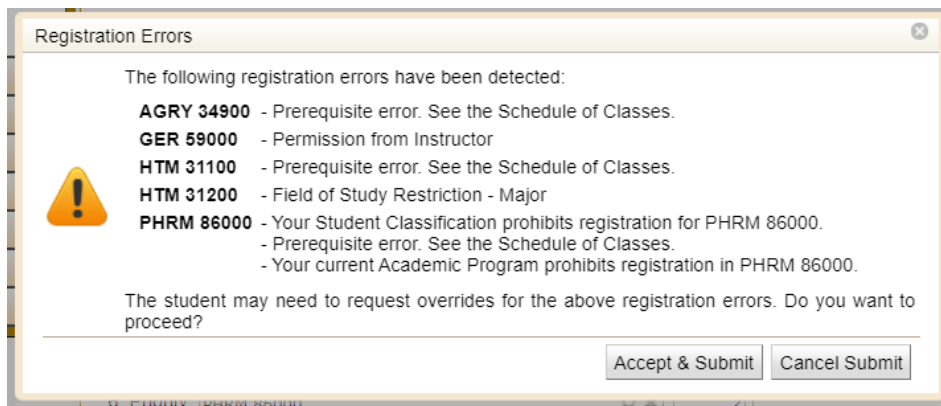 Registration Errors
The following registration errors have been detected:
AGRY 34900 - Prerequisite error. See the Schedule of Classes.
GER 59000 - Permission from Instructor
HTM 31100 - Prerequisite error. See the Schedule of Classes.
HTM 31200 - Field of Study Restriction - Major
PHRM 86000 - Your Student Classification prohibits registration for PHRM 86000.
- Prerequisite error. See the Schedule of Classes.
- Your current Academic Program prohibits registration in PHRM 86000.
The student may need to request overrides for the above registration errors. Do you want to
proceed?
Accept & Submit Cancel Submit
PHRM 86000